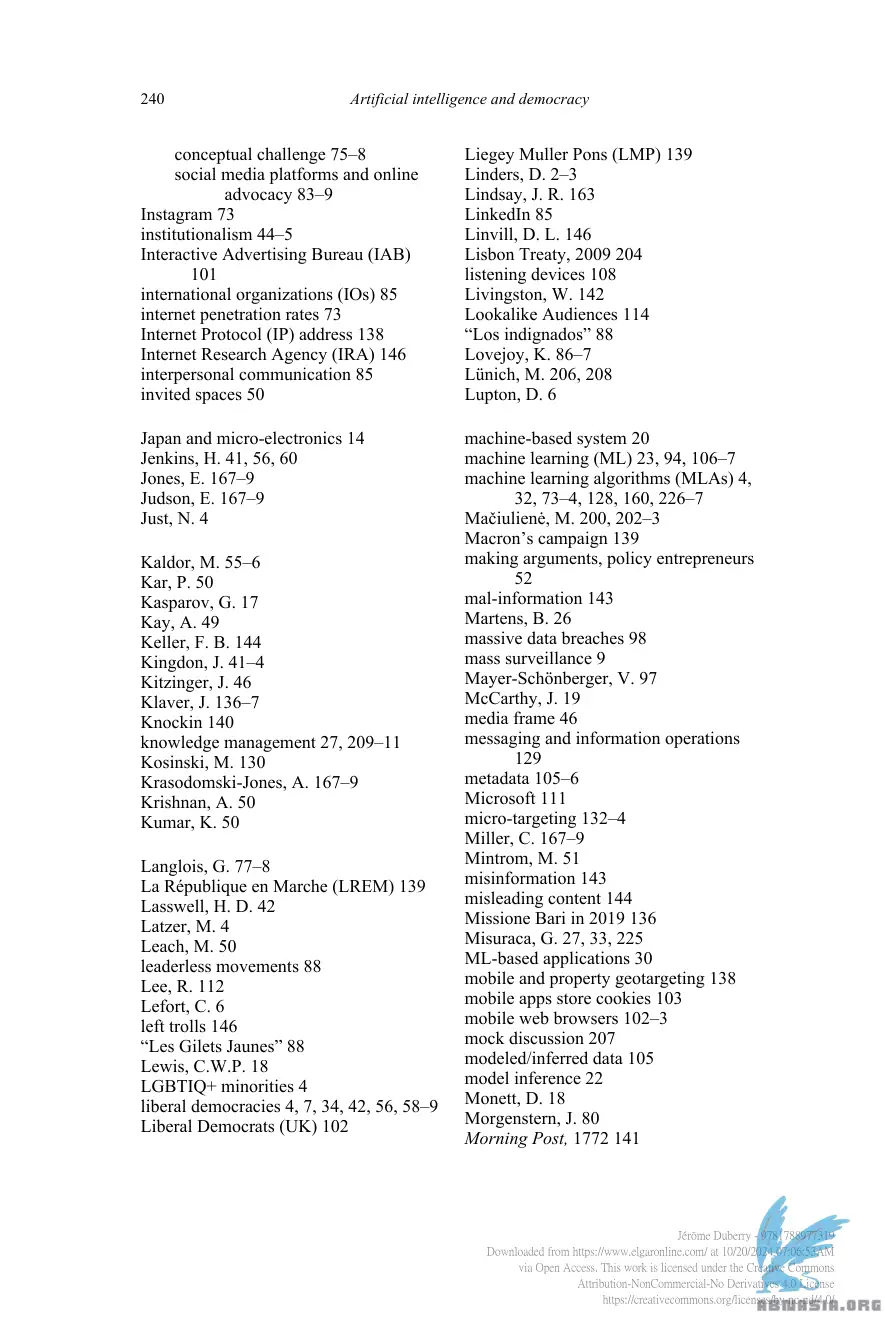 240
Artificial intelligence and democracy
conceptual challenge 75–8
social media platforms and online
advocacy 83–9
Instagram 73
institutionalism 44–5
Interactive Advertising Bureau (IAB)
101
international organizations (IOs) 85
internet penetration rates 73
Internet Protocol (IP) address 138
Internet Research Agency (IRA) 146
interpersonal communication 85
invited spaces 50
Japan and micro-electronics 14
Jenkins, H. 41, 56, 60
Jones, E. 167–9
Judson, E. 167–9
Just, N. 4
Kaldor, M. 55–6
Kar, P. 50
Kasparov, G. 17
Kay, A. 49
Keller, F. B. 144
Kingdon, J. 41–4
Kitzinger, J. 46
Klaver, J. 136–7
Knockin 140
knowledge management 27, 209–11
Kosinski, M. 130
Krasodomski-Jones, A. 167–9
Krishnan, A. 50
Kumar, K. 50
Langlois, G. 77–8
La République en Marche (LREM) 139
Lasswell, H. D. 42
Latzer, M. 4
Leach, M. 50
leaderless movements 88
Lee, R. 112
Lefort, C. 6
left trolls 146
“Les Gilets Jaunes” 88
Lewis, C.W.P. 18
LGBTIQ+ minorities 4
liberal democracies 4, 7, 34, 42, 56, 58–9
Liberal Democrats (UK) 102
Liegey Muller Pons (LMP) 139
Linders, D. 2–3
Lindsay, J. R. 163
LinkedIn 85
Linvill, D. L. 146
Lisbon Treaty, 2009 204
listening devices 108
Livingston, W. 142
Lookalike Audiences 114
“Los indignados” 88
Lovejoy, K. 86–7
Lünich, M. 206, 208
Lupton, D. 6
machine-based system 20
machine learning (ML) 23, 94, 106–7
machine learning algorithms (MLAs) 4,
32, 73–4, 128, 160, 226–7
Mačiulienė, M. 200, 202–3
Macron’s campaign 139
making arguments, policy entrepreneurs
52
mal-information 143
Martens, B. 26
massive data breaches 98
mass surveillance 9
Mayer-Schönberger, V. 97
McCarthy, J. 19
media frame 46
messaging and information operations
129
metadata 105–6
Microsoft 111
micro-targeting 132–4
Miller, C. 167–9
Mintrom, M. 51
misinformation 143
misleading content 144
Missione Bari in 2019 136
Misuraca, G. 27, 33, 225
ML-based applications 30
mobile and property geotargeting 138
mobile apps store cookies 103
mobile web browsers 102–3
mock discussion 207
modeled/inferred data 105
model inference 22
Monett, D. 18
Morgenstern, J. 80
Morning Post, 1772 141
Jérôme Duberry - 9781788977319
Downloaded from https://www.elgaronline.com/ at 10/20/2024 07:06:53AM
via Open Access. This work is licensed under the Creative Commons
Attribution-NonCommercial-No Derivatives 4.0 License
https://creativecommons.org/licenses/by-nc-nd/4.0/
ABTNASIA.ORG